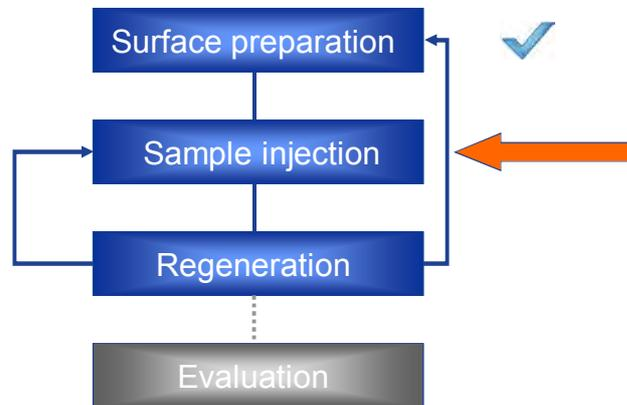 Surface preparation
Sample injection
Regeneration
Evaluation